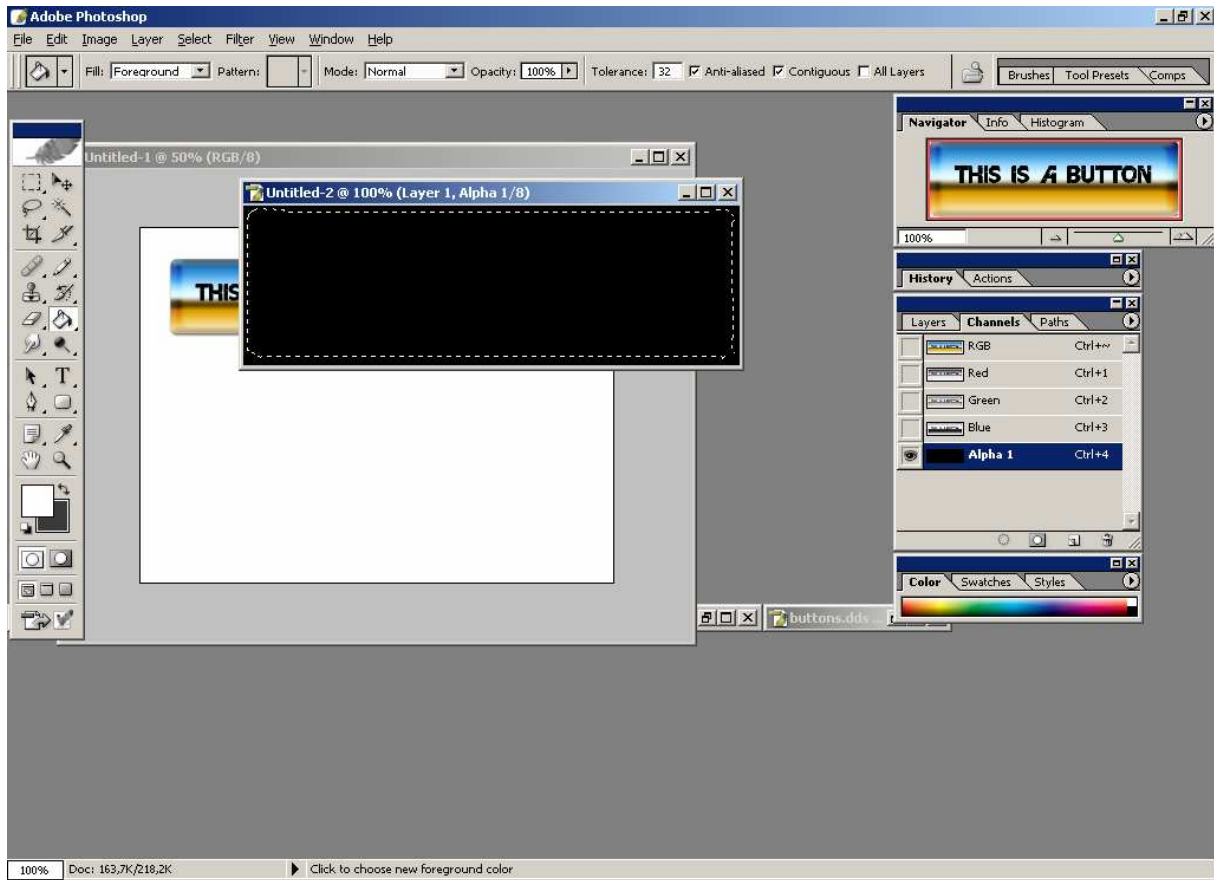 Adobe Photoshop
File Edit Image Layer Select Filter View Window Help
Fill: Foreground Pattern: Mode: Normal Opacity: 100% Tolerance: 32 Anti-aliased Contiguous All Layers Brushes Tool Presets Comps
Navigator Info Histogram
THIS IS A BUTTON
100%
Untitled-1 @ 50% (RGB/8)
Untitled-2 @ 100% (Layer 1, Alpha 1/8)
THIS
History Actions
Layers Channels Paths
RGB Ctrl+~
Red Ctrl+1
Green Ctrl+2
Blue Ctrl+3
Alpha 1 Ctrl+4
T
Color Swatches Styles
buttons.dds ...
100% Doc: 163,7K/218,2K Click to choose new foreground color